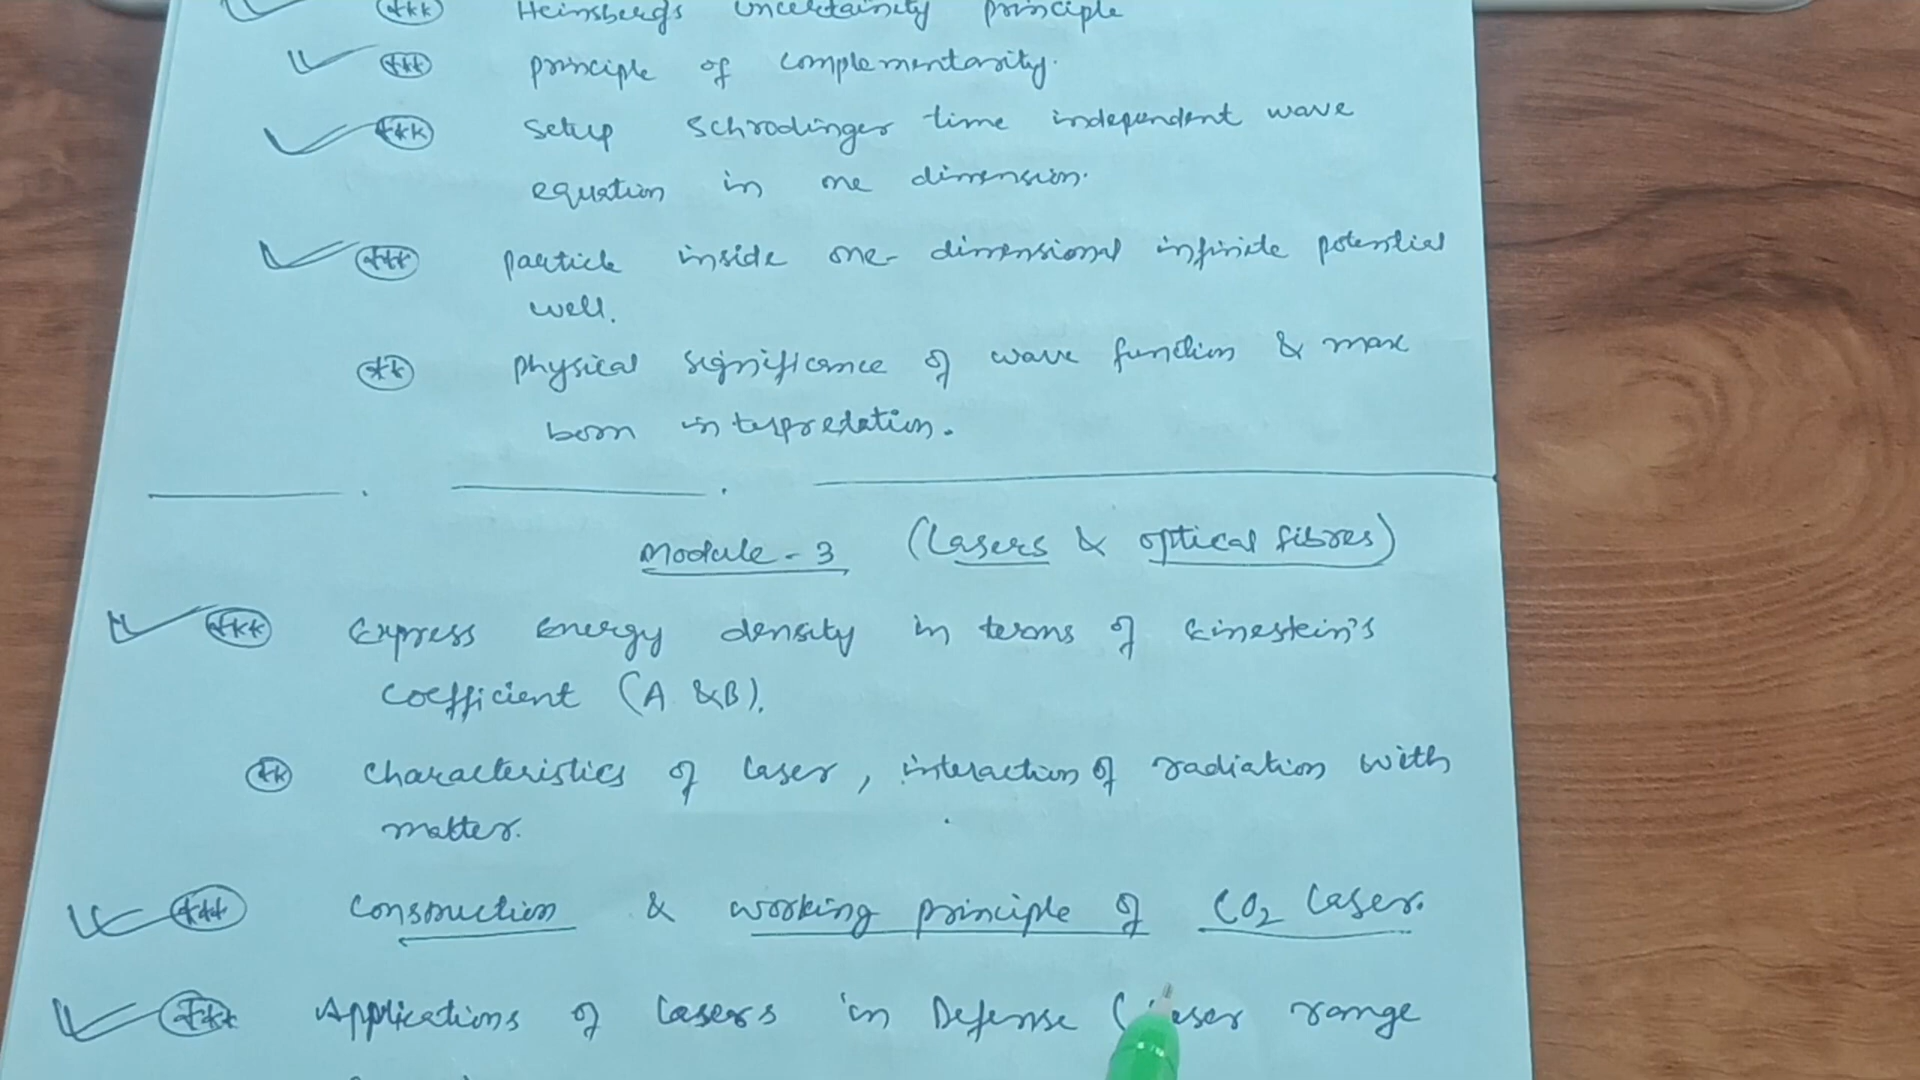 *** Heinsbergs uncertainity principle
*** principle of complementarity.
*** setup schrodinger time independent wave
equation in one dimension.
*** particle inside one-dimensional infinite potential
well.
** physical significance of wave function & max
born interpretation.
Module-3 (Lasers & optical fibres)
*** Express Energy density in terms of Einestein's
coefficient (A & B).
** characteristics of laser, interaction of radiation with
matter.
*** construction & working principle of CO2 laser.
*** Applications of lasers in Defense (laser range